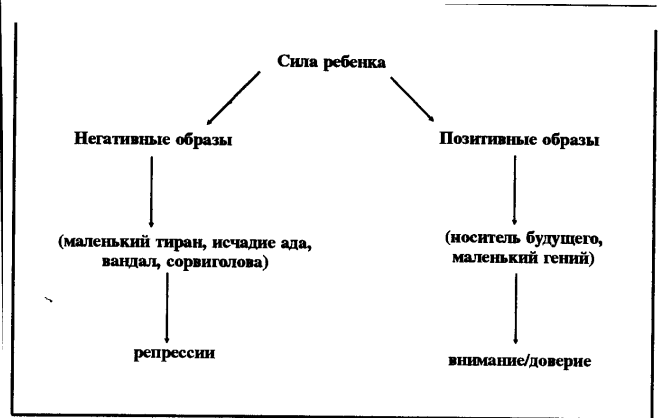 Сила ребенка
Негативные образы
Позитивные образы
(маленький тиран, исчадие ада,
вандал, сорвиголова)
(носитель будущего,
маленький гений)
репрессии
внимание/доверие